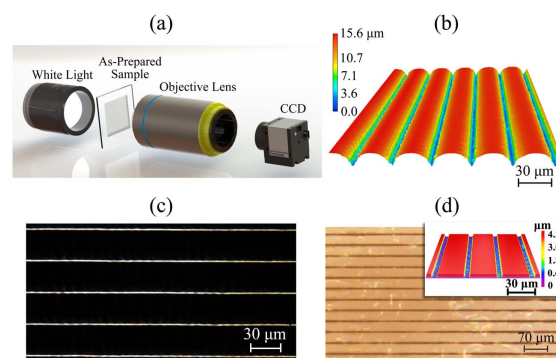 (a)
As-Prepared
Sample
White Light
Objective Lens
CCD
(b)
15.6 μm
10.7
7.1
3.6
0.0
30 μm
(c)
30 μm
(d)
μm
0
30 μm
70 μm